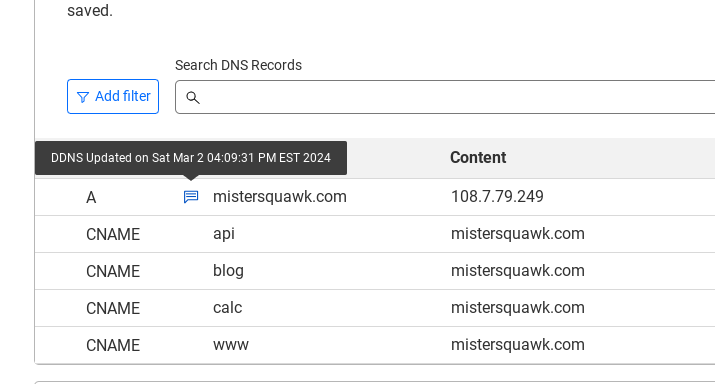 saved.
Search DNS Records
Add filter
DDNS Updated on Sat Mar 2 04:09:31 PM EST 2024
Content
A mistersquawk.com 108.7.79.249
CNAME api mistersquawk.com
CNAME blog mistersquawk.com
CNAME calc mistersquawk.com
CNAME www mistersquawk.com